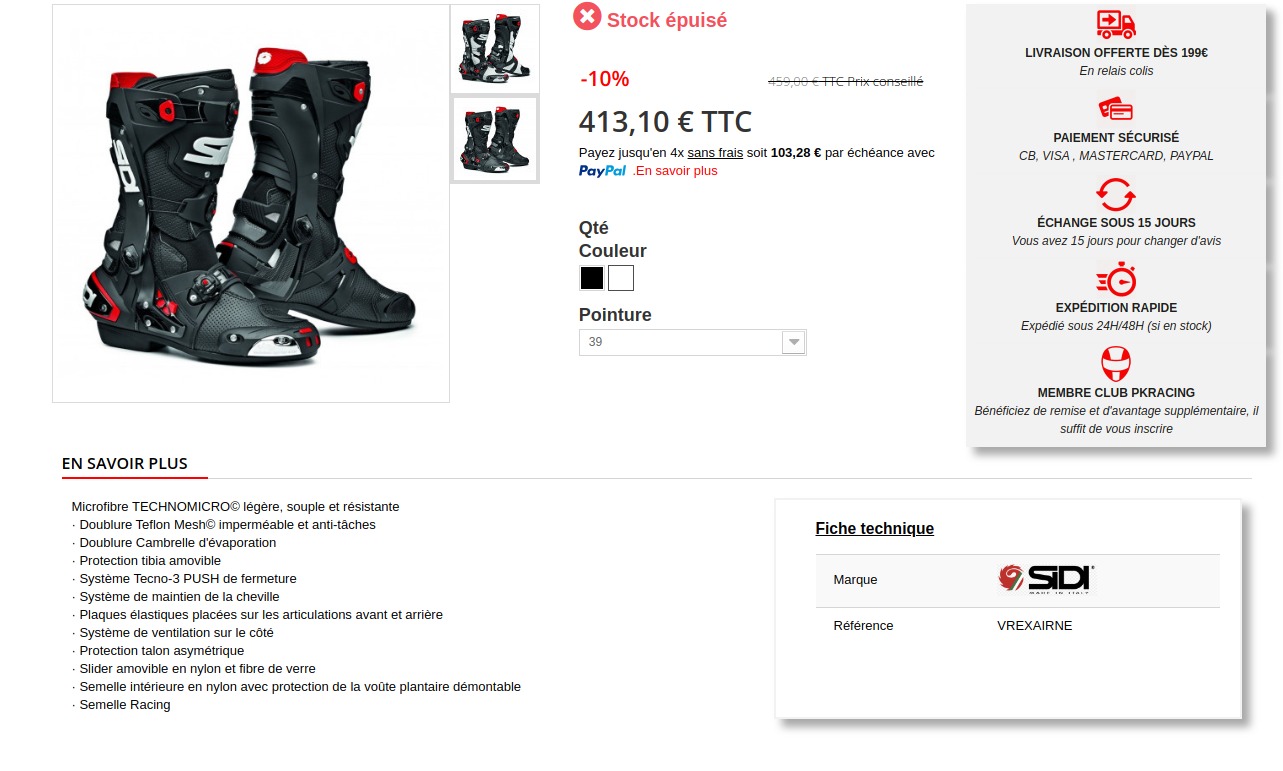 SIDI
SIDI
Stock épuisé
-10%
459,00 € TTC Prix conseillé
413,10 € TTC
Payez jusqu'en 4x sans frais soit 103,28 € par échéance avec
PayPal .En savoir plus
Qté
Couleur
Pointure
39
LIVRAISON OFFERTE DÈS 199€
En relais colis
PAIEMENT SÉCURISÉ
CB, VISA , MASTERCARD, PAYPAL
ÉCHANGE SOUS 15 JOURS
Vous avez 15 jours pour changer d'avis
EXPÉDITION RAPIDE
Expédié sous 24H/48H (si en stock)
MEMBRE CLUB PKRACING
Bénéficiez de remise et d'avantage supplémentaire, il
suffit de vous inscrire
EN SAVOIR PLUS
Microfibre TECHNOMICRO© légère, souple et résistante
· Doublure Teflon Mesh© imperméable et anti-tâches
· Doublure Cambrelle d'évaporation
· Protection tibia amovible
· Système Tecno-3 PUSH de fermeture
· Système de maintien de la cheville
· Plaques élastiques placées sur les articulations avant et arrière
· Système de ventilation sur le côté
· Protection talon asymétrique
· Slider amovible en nylon et fibre de verre
· Semelle intérieure en nylon avec protection de la voûte plantaire démontable
· Semelle Racing
Fiche technique
Marque
SIDI
MADE IN ITALY
Référence
VREXAIRNE